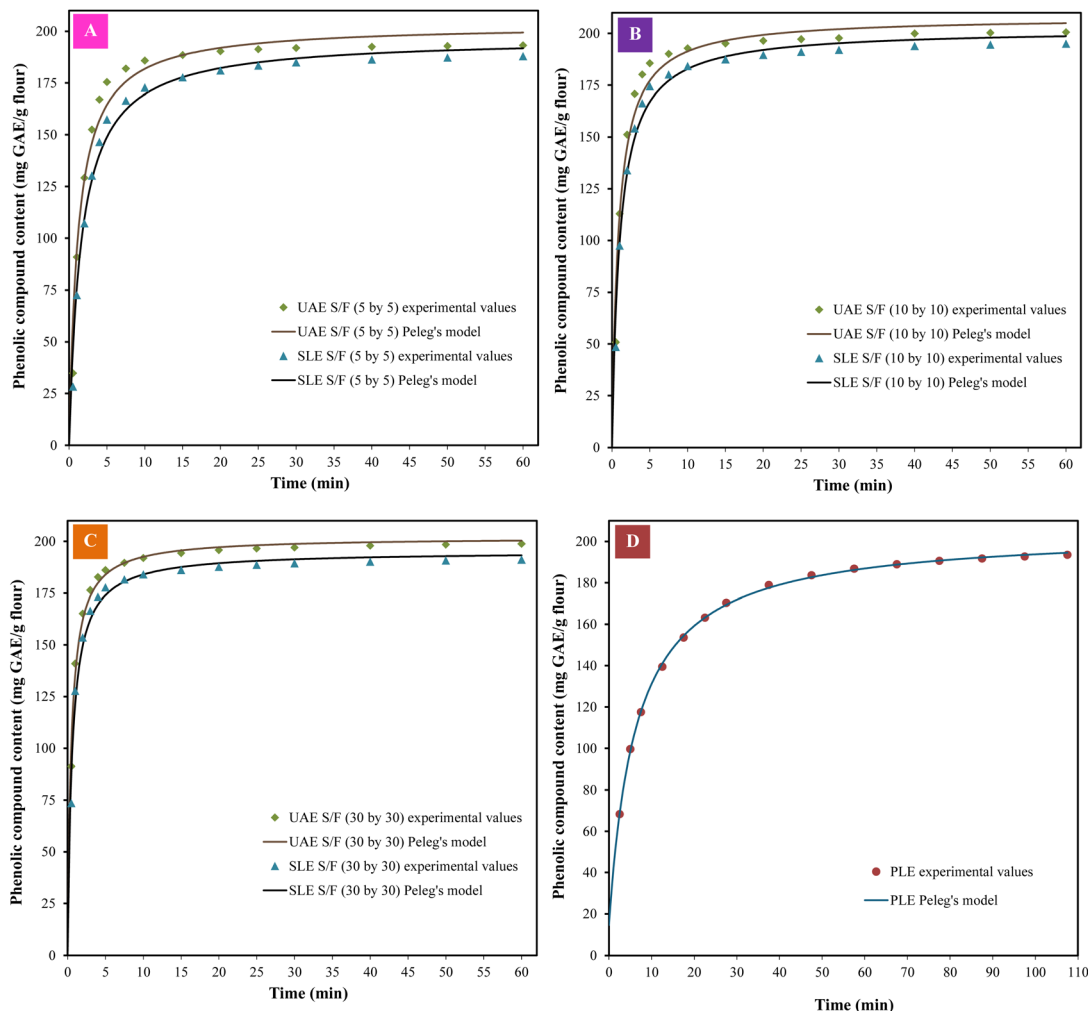 A
Phenolic compound content (mg GAE/g flour)
200
175
150
125
100
75
50
25
0
UAE S/F (5 by 5) experimental values
UAE S/F (5 by 5) Peleg's model
SLE S/F (5 by 5) experimental values
SLE S/F (5 by 5) Peleg's model
0 5 10 15 20 25 30 35 40 45 50 55 60
Time (min)
B
Phenolic compound content (mg GAE/g flour)
200
175
150
125
100
75
50
25
0
UAE S/F (10 by 10) experimental values
UAE S/F (10 by 10) Peleg's model
SLE S/F (10 by 10) experimental values
SLE S/F (10 by 10) Peleg's model
0 5 10 15 20 25 30 35 40 45 50 55 60
Time (min)
C
Phenolic compound content (mg GAE/g flour)
200
175
150
125
100
75
50
25
0
UAE S/F (30 by 30) experimental values
UAE S/F (30 by 30) Peleg's model
SLE S/F (30 by 30) experimental values
SLE S/F (30 by 30) Peleg's model
0 5 10 15 20 25 30 35 40 45 50 55 60
Time (min)
D
Phenolic compound content (mg GAE/g flour)
200
180
160
140
120
100
80
60
40
20
0
PLE experimental values
PLE Peleg's model
0 10 20 30 40 50 60 70 80 90 100 110
Time (min)